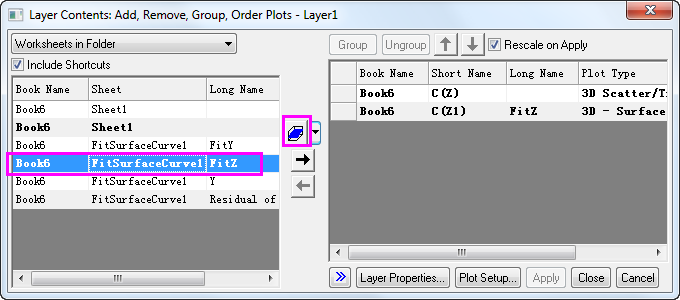 Layer Contents: Add, Remove, Group, Order Plots - Layer1
Worksheets in Folder
Include Shortcuts
Book Name Sheet Long Name
Book6 Sheet1
Book6 Sheet1
Book6 FitSurfaceCurve1 FitY
Book6 FitSurfaceCurve1 FitZ
Book6 FitSurfaceCurve1 Y
Book6 FitSurfaceCurve1 Residual of
Group Ungroup Rescale on Apply
Book Name Short Name Long Name Plot Type
Book6 C(Z) 3D Scatter/T
Book6 C(Z1) FitZ 3D - Surface
Layer Properties... Plot Setup... Apply Close Cancel